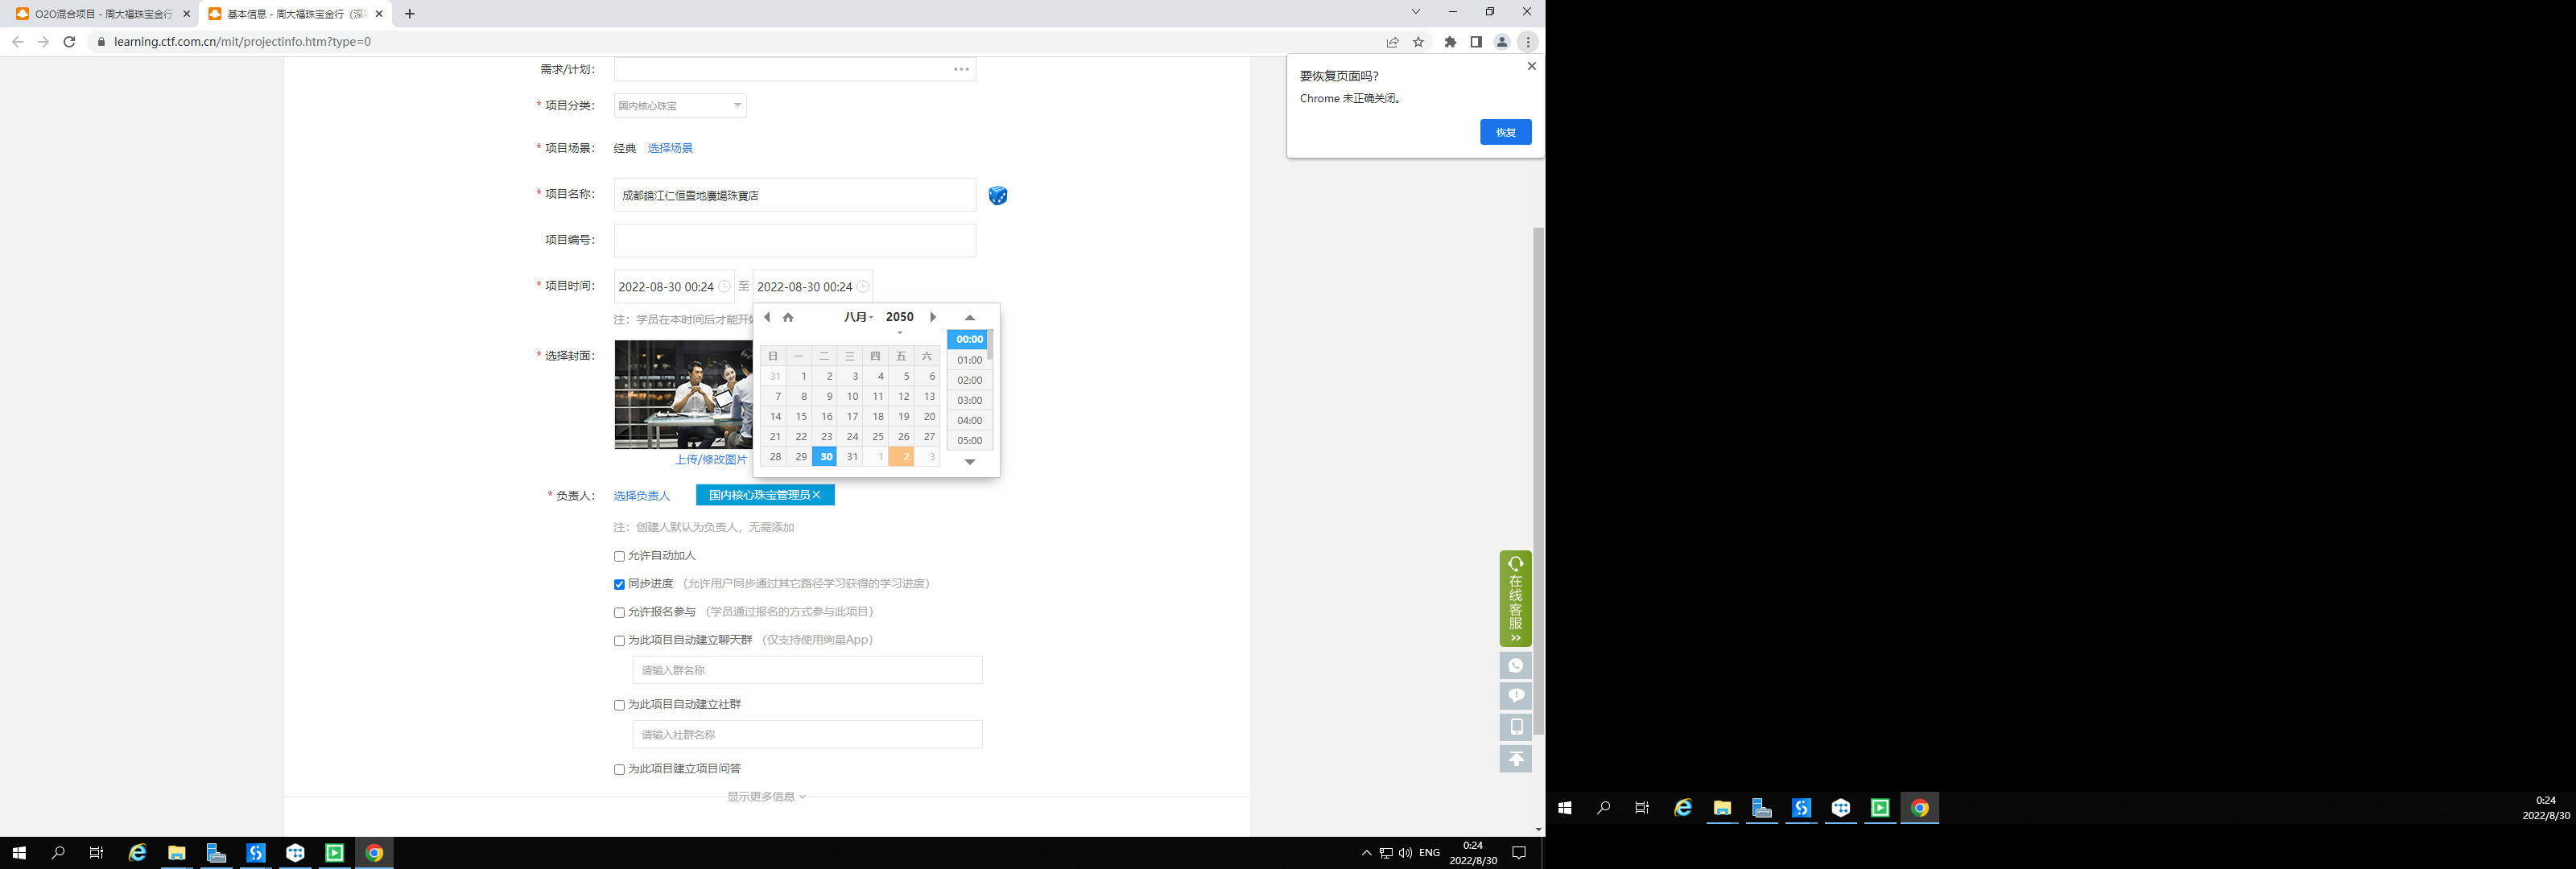 O2O混合项目 - 周大福珠宝金行
基本信息 - 周大福珠宝金行（深
learning.ctf.com.cn/mit/projectinfo.htm?type=0
要恢复页面吗?
Chrome 未正确关闭。
恢复
需求/计划：
* 项目分类： 国内核心珠宝
* 项目场景： 经典 选择场景
* 项目名称： 成都錦江仁恒置地廣場珠寶店
项目编号：
* 项目时间： 2022-08-30 00:24 至 2022-08-30 00:24
注：学员在本时间后才能开始
八月 2050
日 一 二 三 四 五 六
31 1 2 3 4 5 6
7 8 9 10 11 12 13
14 15 16 17 18 19 20
21 22 23 24 25 26 27
28 29 30 31 1 2 3
00:00
01:00
02:00
03:00
04:00
05:00
* 选择封面：
上传/修改图片
* 负责人： 选择负责人 国内核心珠宝管理员×
注：创建人默认为负责人，无需添加
允许自动加人
同步进度 （允许用户同步通过其它路径学习获得的学习进度）
允许报名参与 （学员通过报名的方式参与此项目）
为此项目自动建立聊天群 （仅支持使用绚星App）
请输入群名称
为此项目自动建立社群
请输入社群名称
为此项目建立项目问答
显示更多信息
在线客服
ENG
0:24
2022/8/30
0:24
2022/8/30